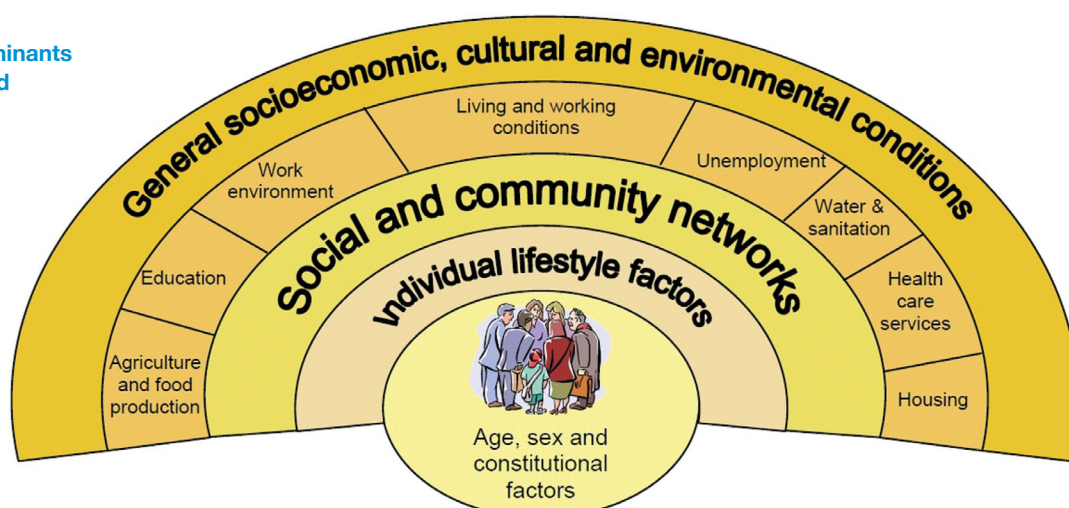 minants
d
General socioeconomic, cultural and environmental conditions
Living and working
conditions
Work
environment
Unemployment
Water &
sanitation
Education
Health
care
services
Agriculture
and food
production
Housing
Social and community networks
Individual lifestyle factors
Age, sex and
constitutional
factors